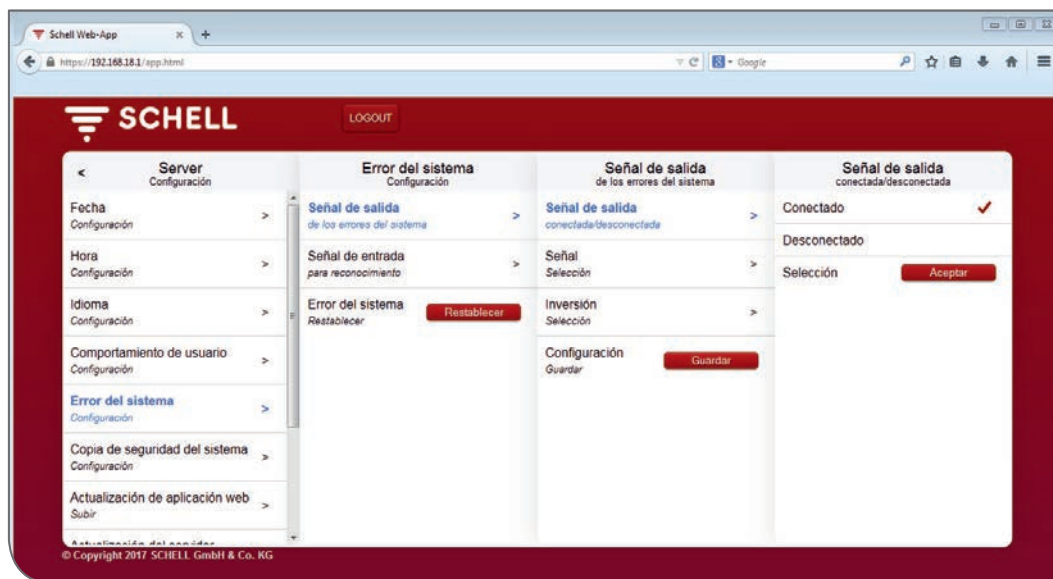 Schell Web-App
https://192.168.18.1/app.html
Google
SCHELL
LOGOUT
< Server
Configuración
Fecha >
Configuración
Hora >
Configuración
Idioma >
Configuración
Comportamiento de usuario >
Configuración
Error del sistema >
Configuración
Copia de seguridad del sistema >
Configuración
Actualización de aplicación web >
Subir
Actualización del servidor
Error del sistema
Configuración
Señal de salida >
de los errores del sistema
Señal de entrada >
para reconocimiento
Error del sistema Restablecer
Restablecer
Señal de salida
de los errores del sistema
Señal de salida >
conectada/desconectada
Señal >
Selección
Inversión >
Selección
Configuración Guardar
Guardar
Señal de salida
conectada/desconectada
Conectado
Desconectado
Selección Aceptar
© Copyright 2017 SCHELL GmbH & Co. KG